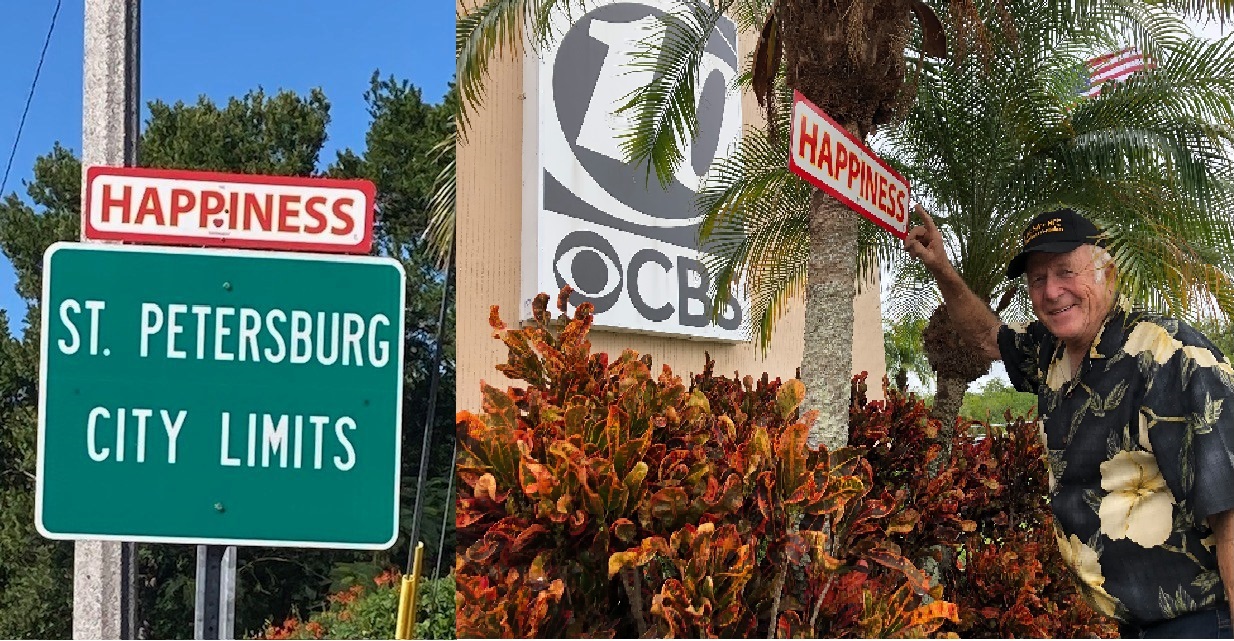 HAPPINESS
ST. PETERSBURG
CITY LIMITS
10
CBS
HAPPINESS